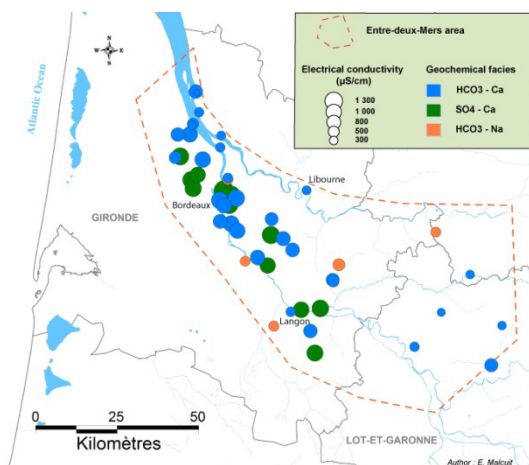 Entre-deux-Mers area
Electrical conductivity
(µS/cm)
1 300
1 000
800
500
300
Geochemical facies
HCO3 - Ca
SO4 - Ca
HCO3 - Na
N
W
E
S
Atlantic Ocean
Libourne
Bordeaux
GIRONDE
Langon
0 25 50
Kilomètres
LOT-ET-GARONNE
Author : E. Malcuit